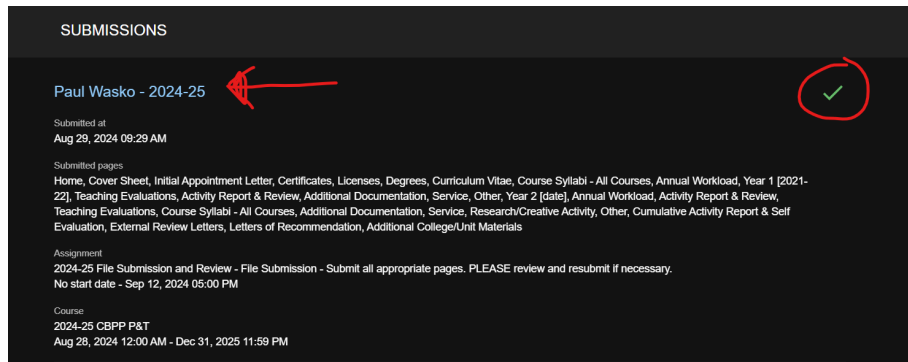 SUBMISSIONS
Paul Wasko - 2024-25
Submitted at
Aug 29, 2024 09:29 AM
Submitted pages
Home, Cover Sheet, Initial Appointment Letter, Certificates, Licenses, Degrees, Curriculum Vitae, Course Syllabi - All Courses, Annual Workload, Year 1 [2021-
22], Teaching Evaluations, Activity Report & Review, Additional Documentation, Service, Other, Year 2 [date], Annual Workload, Activity Report & Review,
Teaching Evaluations, Course Syllabi - All Courses, Additional Documentation, Service, Research/Creative Activity, Other, Cumulative Activity Report & Self
Evaluation, External Review Letters, Letters of Recommendation, Additional College/Unit Materials
Assignment
2024-25 File Submission and Review - File Submission - Submit all appropriate pages. PLEASE review and resubmit if necessary.
No start date - Sep 12, 2024 05:00 PM
Course
2024-25 CBPP P&T
Aug 28, 2024 12:00 AM - Dec 31, 2025 11:59 PM